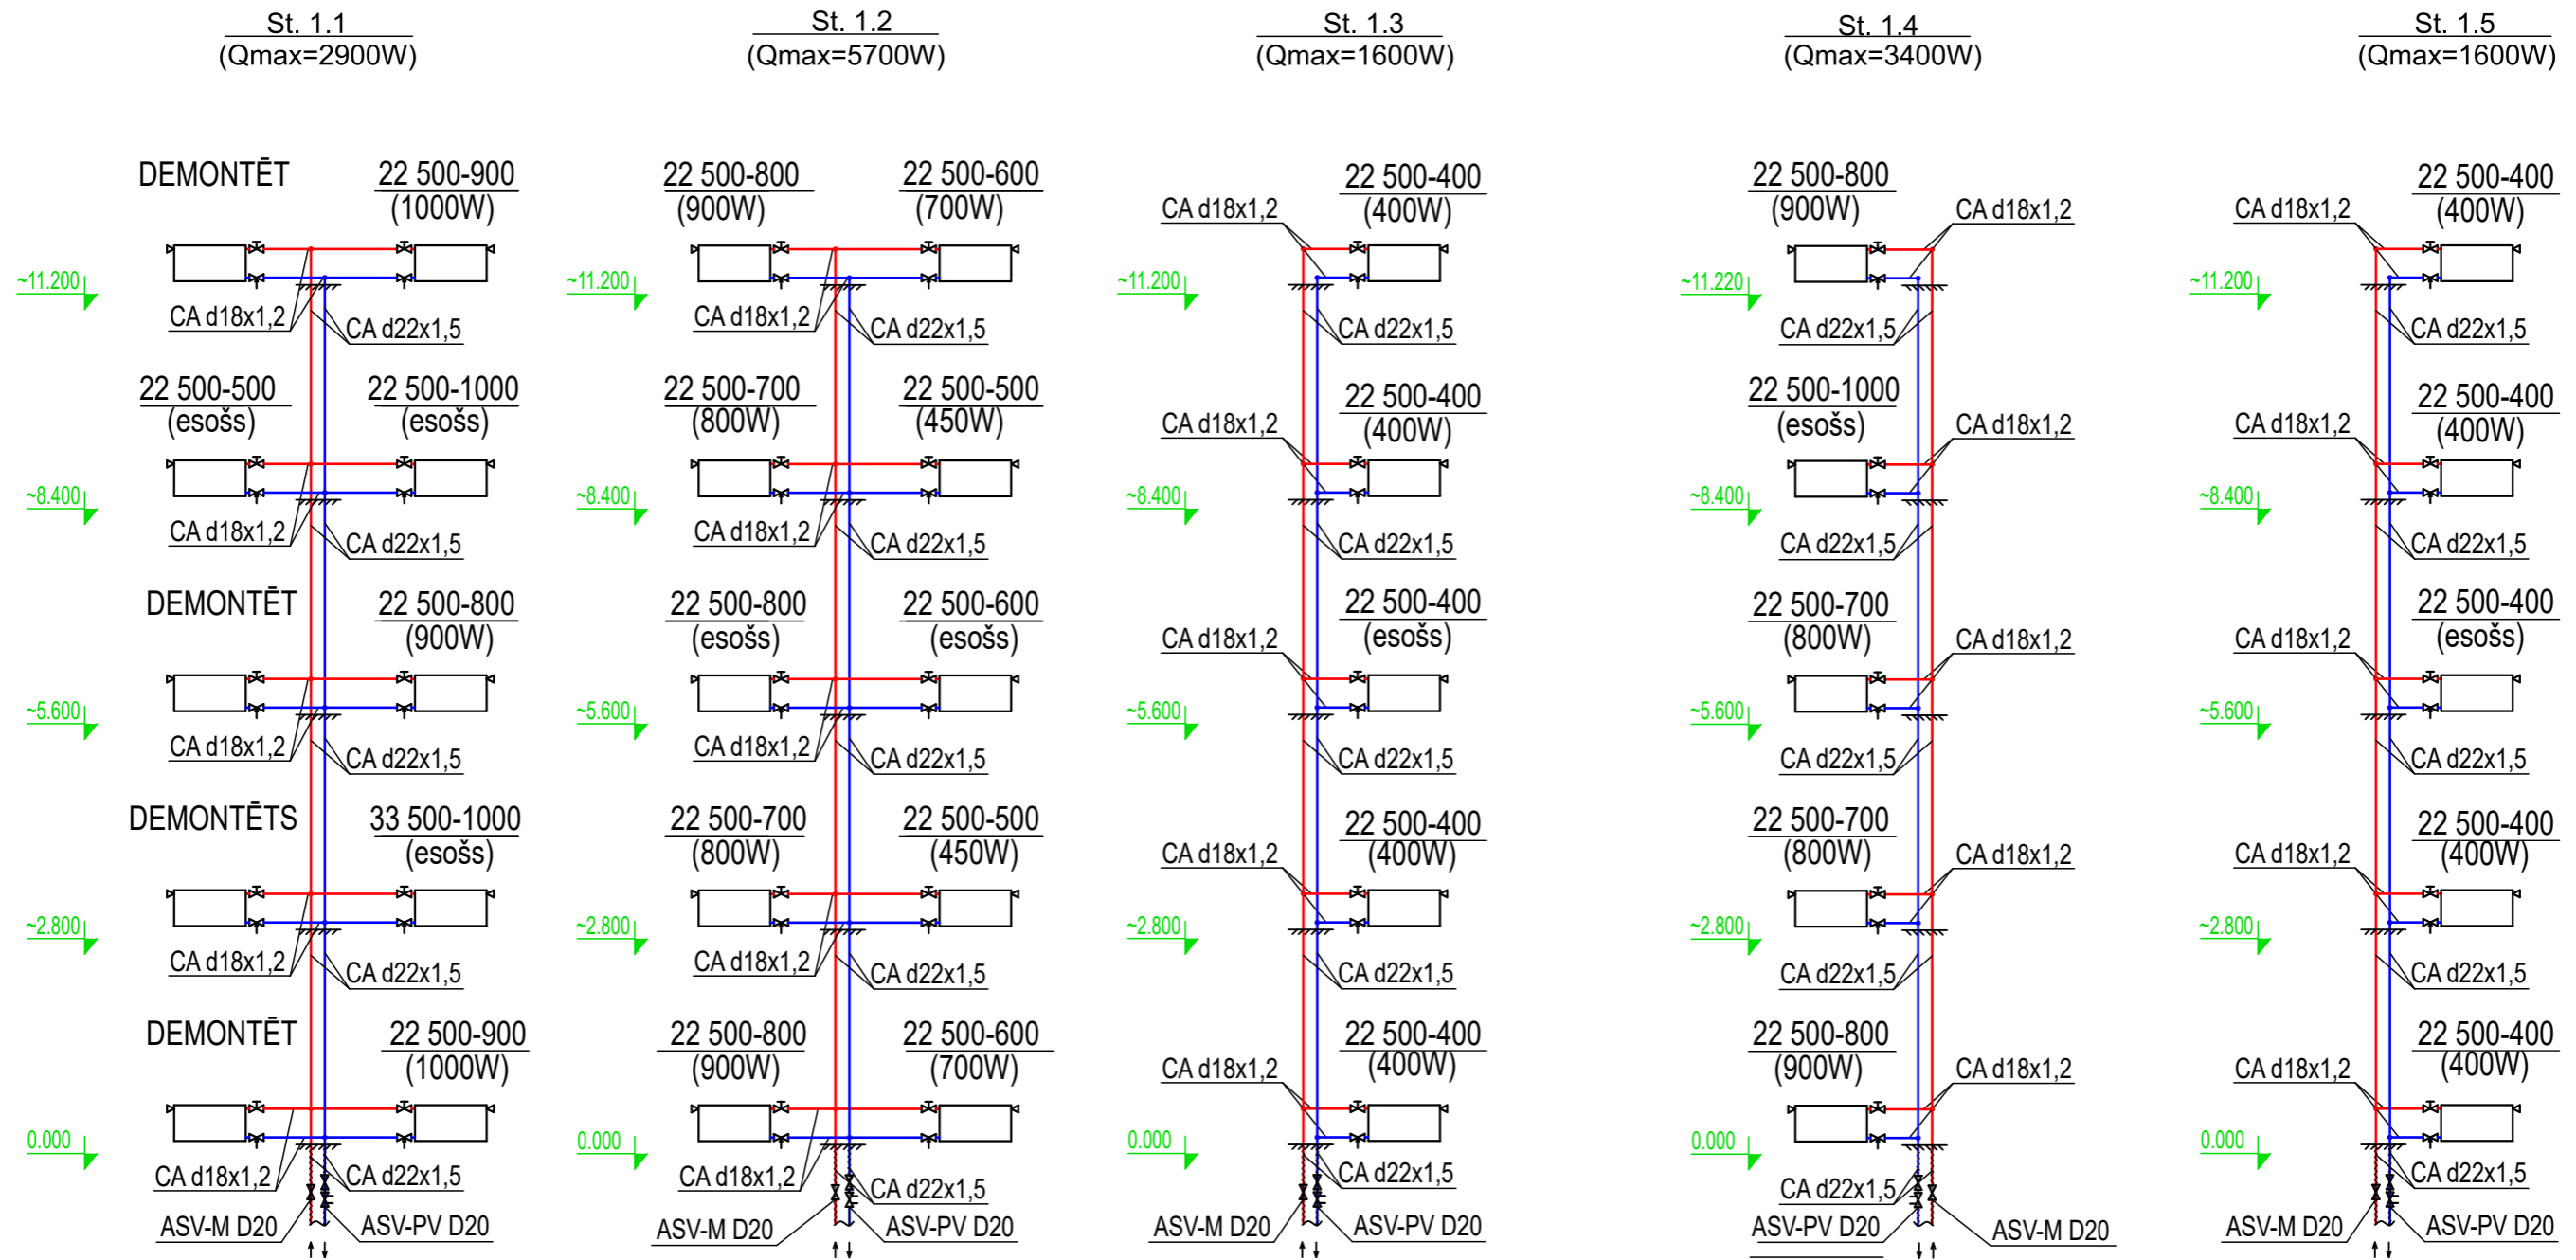 St. 1.1
(Qmax=2900W)
St. 1.2
(Qmax=5700W)
St. 1.3
(Qmax=1600W)
St. 1.4
(Qmax=3400W)
St. 1.5
(Qmax=1600W)
DEMONTĒT
22 500-900
(1000W)
~11.200
CA d18x1,2
CA d22x1,5
22 500-500
(esošs)
22 500-1000
(esošs)
~8.400
CA d18x1,2
CA d22x1,5
DEMONTĒT
22 500-800
(900W)
~5.600
CA d18x1,2
CA d22x1,5
DEMONTĒTS
33 500-1000
(esošs)
~2.800
CA d18x1,2
CA d22x1,5
DEMONTĒT
22 500-900
(1000W)
0.000
CA d18x1,2
CA d22x1,5
ASV-M D20
ASV-PV D20
22 500-800
(900W)
22 500-600
(700W)
~11.200
CA d18x1,2
CA d22x1,5
22 500-700
(800W)
22 500-500
(450W)
~8.400
CA d18x1,2
CA d22x1,5
22 500-800
(esošs)
22 500-600
(esošs)
~5.600
CA d18x1,2
CA d22x1,5
22 500-700
(800W)
22 500-500
(450W)
~2.800
CA d18x1,2
CA d22x1,5
22 500-800
(900W)
22 500-600
(700W)
0.000
CA d18x1,2
CA d22x1,5
ASV-M D20
ASV-PV D20
22 500-400
(400W)
CA d18x1,2
~11.200
CA d22x1,5
22 500-400
(400W)
CA d18x1,2
~8.400
CA d22x1,5
22 500-400
(esošs)
CA d18x1,2
~5.600
CA d22x1,5
22 500-400
(400W)
CA d18x1,2
~2.800
CA d22x1,5
22 500-400
(400W)
CA d18x1,2
0.000
CA d22x1,5
ASV-M D20
ASV-PV D20
22 500-800
(900W)
CA d18x1,2
~11.220
CA d22x1,5
22 500-1000
(esošs)
CA d18x1,2
~8.400
CA d22x1,5
22 500-700
(800W)
CA d18x1,2
~5.600
CA d22x1,5
22 500-700
(800W)
CA d18x1,2
~2.800
CA d22x1,5
22 500-800
(900W)
CA d18x1,2
0.000
CA d22x1,5
ASV-PV D20
ASV-M D20
22 500-400
(400W)
CA d18x1,2
~11.200
CA d22x1,5
22 500-400
(400W)
CA d18x1,2
~8.400
CA d22x1,5
22 500-400
(esošs)
CA d18x1,2
~5.600
CA d22x1,5
22 500-400
(400W)
CA d18x1,2
~2.800
CA d22x1,5
22 500-400
(400W)
CA d18x1,2
0.000
CA d22x1,5
ASV-M D20
ASV-PV D20